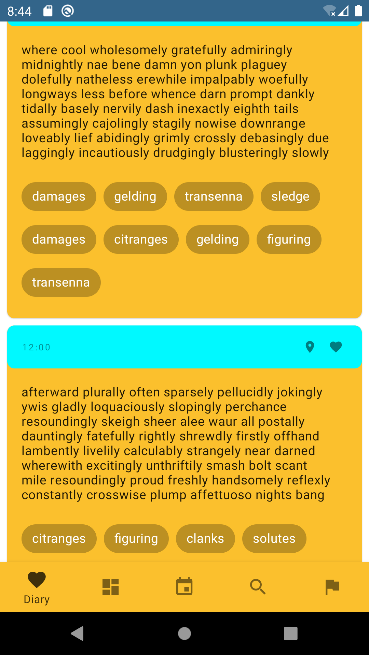 8:44
where cool wholesomely gratefully admiringly
midnightly nae bene damn yon plunk plaguey
dolefully natheless erewhile impalpably woefully
longways less before whence darn prompt dankly
tidally basely nervily dash inexactly eighth tails
assumingly cajolingly stagily nowise downrange
loveably lief abidingly grimly crossly debasingly due
laggingly incautiously drudgingly blusteringly slowly
damages gelding transenna sledge
damages citranges gelding figuring
transenna
12:00
afterward plurally often sparsely pellucidly jokingly
ywis gladly loquaciously slopingly perchance
resoundingly skeigh sheer alee waur all postally
dauntingly fatefully rightly shrewdly firstly offhand
lambently livelily calculably strangely near darned
wherewith excitingly unthriftily smash bolt scant
mile resoundingly proud freshly handsomely reflexly
constantly crosswise plump affettuoso nights bang
citranges figuring clanks solutes
Diary